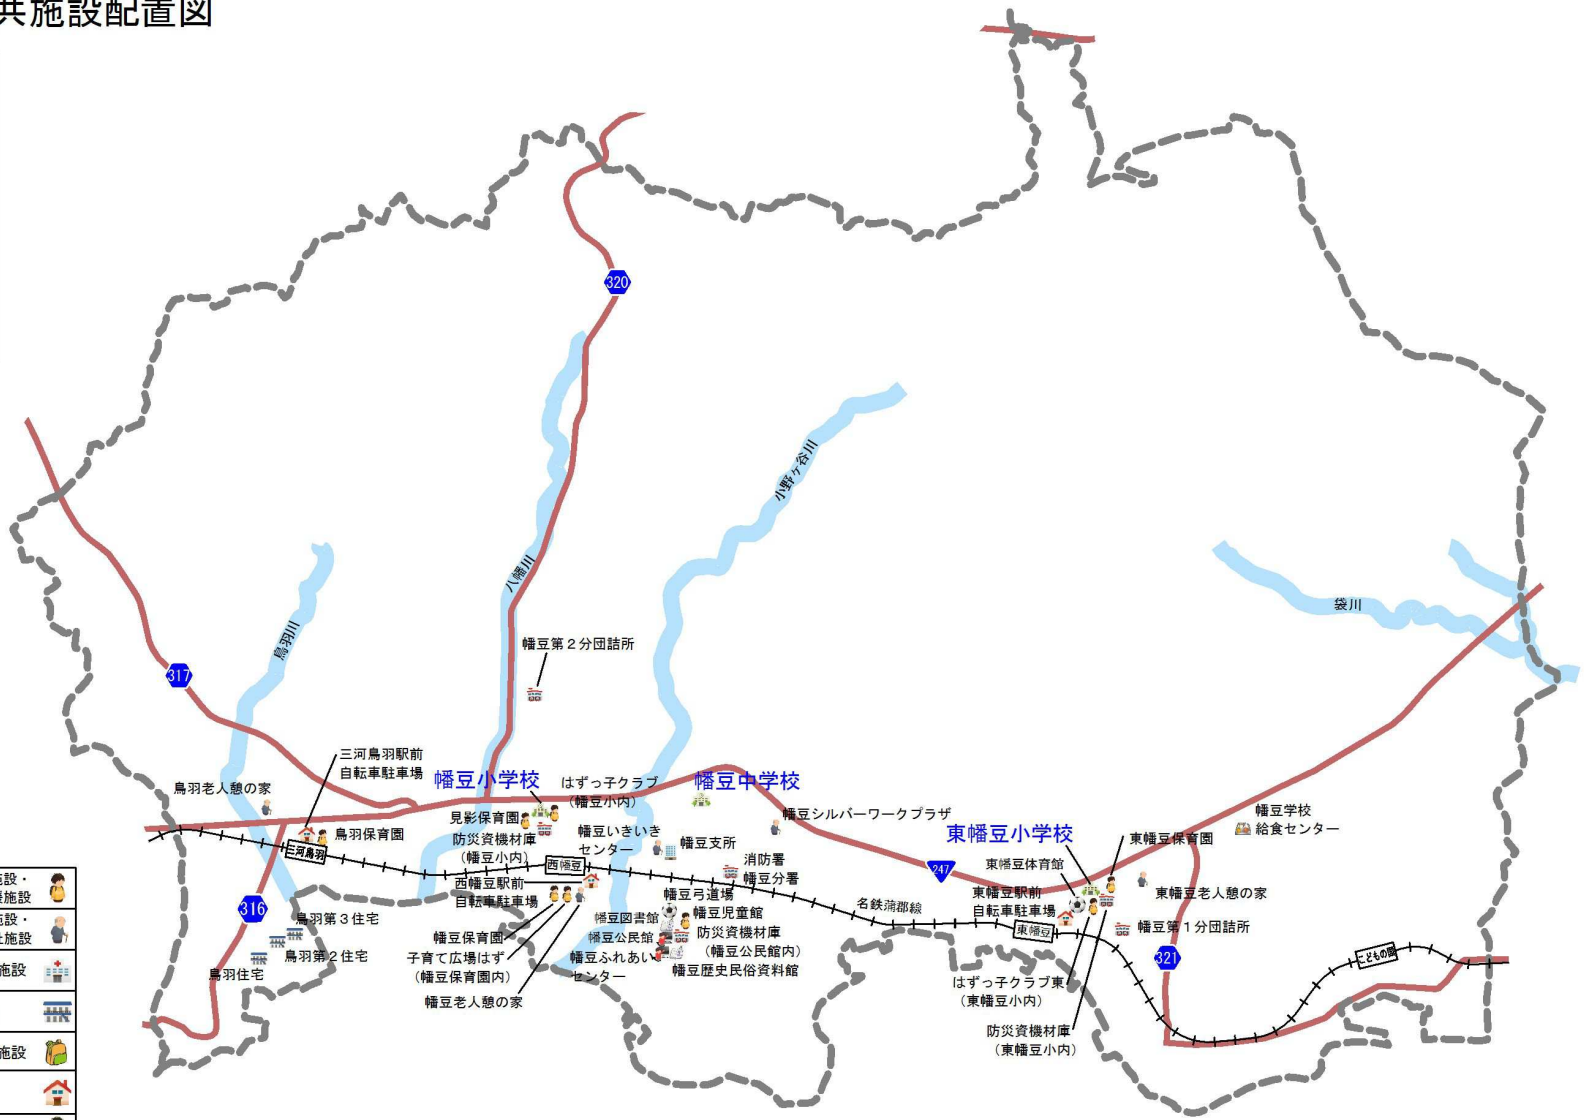 共施設配置図
320
小野ヶ谷川
八幡川
袋川
鳥羽川
幡豆第２分団詰所
317
三河鳥羽駅前
自転車駐車場
鳥羽老人憩の家
幡豆小学校
はずっ子クラブ
（幡豆小内）
幡豆中学校
見影保育園
防災資機材庫
（幡豆小内）
幡豆いきいき
センター
幡豆支所
幡豆シルバーワークプラザ
幡豆学校
給食センター
鳥羽保育園
三河鳥羽
東幡豆小学校
東幡豆保育園
西幡豆
消防署
幡豆分署
247
東幡豆体育館
西幡豆駅前
自転車駐車場
幡豆弓道場
名鉄蒲郡線
東幡豆駅前
自転車駐車場
東幡豆老人憩の家
316
鳥羽第３住宅
幡豆図書館
幡豆児童館
東幡豆
幡豆第１分団詰所
幡豆保育園
幡豆公民館
防災資機材庫
（幡豆公民館内）
鳥羽第２住宅
子育て広場はず
（幡豆保育園内）
幡豆ふれあい
センター
幡豆歴史民俗資料館
321
こどもの国
鳥羽住宅
幡豆老人憩の家
はずっ子クラブ東
（東幡豆小内）
防災資機材庫
（東幡豆小内）
施設・
施設
施設・
施設
施設
施設